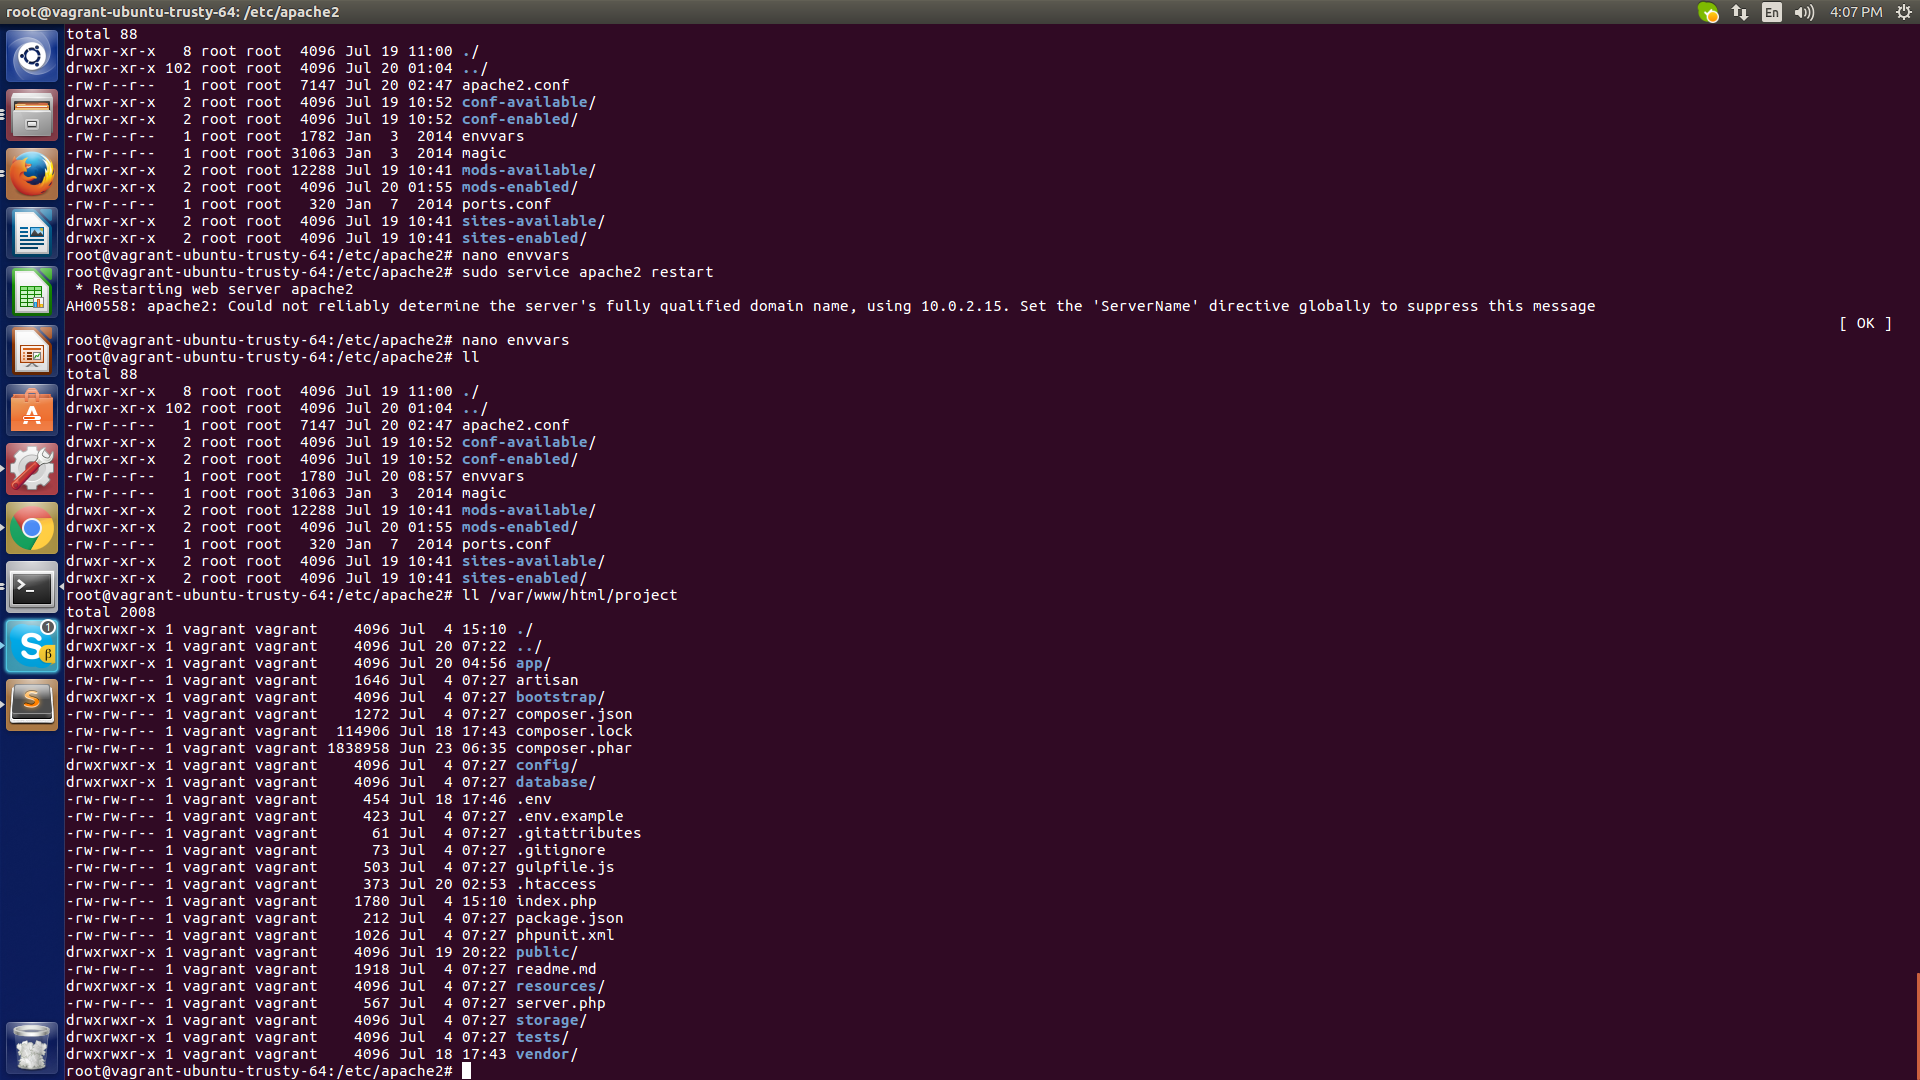 root@vagrant-ubuntu-trusty-64: /etc/apache2
En
4:07 PM
total 88
drwxr-xr-x   8 root root  4096 Jul 19 11:00 ./
drwxr-xr-x 102 root root  4096 Jul 20 01:04 ../
-rw-r--r--   1 root root  7147 Jul 20 02:47 apache2.conf
drwxr-xr-x   2 root root  4096 Jul 19 10:52 conf-available/
drwxr-xr-x   2 root root  4096 Jul 19 10:52 conf-enabled/
-rw-r--r--   1 root root  1782 Jan  3  2014 envvars
-rw-r--r--   1 root root 31063 Jan  3  2014 magic
drwxr-xr-x   2 root root 12288 Jul 19 10:41 mods-available/
drwxr-xr-x   2 root root  4096 Jul 20 01:55 mods-enabled/
-rw-r--r--   1 root root   320 Jan  7  2014 ports.conf
drwxr-xr-x   2 root root  4096 Jul 19 10:41 sites-available/
drwxr-xr-x   2 root root  4096 Jul 19 10:41 sites-enabled/
root@vagrant-ubuntu-trusty-64:/etc/apache2# nano envvars
root@vagrant-ubuntu-trusty-64:/etc/apache2# sudo service apache2 restart
 * Restarting web server apache2
AH00558: apache2: Could not reliably determine the server's fully qualified domain name, using 10.0.2.15. Set the 'ServerName' directive globally to suppress this message
[ OK ]
root@vagrant-ubuntu-trusty-64:/etc/apache2# nano envvars
root@vagrant-ubuntu-trusty-64:/etc/apache2# ll
total 88
drwxr-xr-x   8 root root  4096 Jul 19 11:00 ./
drwxr-xr-x 102 root root  4096 Jul 20 01:04 ../
-rw-r--r--   1 root root  7147 Jul 20 02:47 apache2.conf
drwxr-xr-x   2 root root  4096 Jul 19 10:52 conf-available/
drwxr-xr-x   2 root root  4096 Jul 19 10:52 conf-enabled/
-rw-r--r--   1 root root  1780 Jul 20 08:57 envvars
-rw-r--r--   1 root root 31063 Jan  3  2014 magic
drwxr-xr-x   2 root root 12288 Jul 19 10:41 mods-available/
drwxr-xr-x   2 root root  4096 Jul 20 01:55 mods-enabled/
-rw-r--r--   1 root root   320 Jan  7  2014 ports.conf
drwxr-xr-x   2 root root  4096 Jul 19 10:41 sites-available/
drwxr-xr-x   2 root root  4096 Jul 19 10:41 sites-enabled/
root@vagrant-ubuntu-trusty-64:/etc/apache2# ll /var/www/html/project
total 2008
drwxrwxr-x 1 vagrant vagrant    4096 Jul  4 15:10 ./
drwxrwxr-x 1 vagrant vagrant    4096 Jul 20 07:22 ../
drwxrwxr-x 1 vagrant vagrant    4096 Jul 20 04:56 app/
-rw-rw-r-- 1 vagrant vagrant    1646 Jul  4 07:27 artisan
drwxrwxr-x 1 vagrant vagrant    4096 Jul  4 07:27 bootstrap/
-rw-rw-r-- 1 vagrant vagrant    1272 Jul  4 07:27 composer.json
-rw-rw-r-- 1 vagrant vagrant  114906 Jul 18 17:43 composer.lock
-rw-rw-r-- 1 vagrant vagrant 1838958 Jun 23 06:35 composer.phar
drwxrwxr-x 1 vagrant vagrant    4096 Jul  4 07:27 config/
drwxrwxr-x 1 vagrant vagrant    4096 Jul  4 07:27 database/
-rw-rw-r-- 1 vagrant vagrant     454 Jul 18 17:46 .env
-rw-rw-r-- 1 vagrant vagrant     423 Jul  4 07:27 .env.example
-rw-rw-r-- 1 vagrant vagrant      61 Jul  4 07:27 .gitattributes
-rw-rw-r-- 1 vagrant vagrant      73 Jul  4 07:27 .gitignore
-rw-rw-r-- 1 vagrant vagrant     503 Jul  4 07:27 gulpfile.js
-rw-rw-r-- 1 vagrant vagrant     373 Jul 20 02:53 .htaccess
-rw-rw-r-- 1 vagrant vagrant    1780 Jul  4 15:10 index.php
-rw-rw-r-- 1 vagrant vagrant     212 Jul  4 07:27 package.json
-rw-rw-r-- 1 vagrant vagrant    1026 Jul  4 07:27 phpunit.xml
drwxrwxr-x 1 vagrant vagrant    4096 Jul 19 20:22 public/
-rw-rw-r-- 1 vagrant vagrant    1918 Jul  4 07:27 readme.md
drwxrwxr-x 1 vagrant vagrant    4096 Jul  4 07:27 resources/
-rw-rw-r-- 1 vagrant vagrant     567 Jul  4 07:27 server.php
drwxrwxr-x 1 vagrant vagrant    4096 Jul  4 07:27 storage/
drwxrwxr-x 1 vagrant vagrant    4096 Jul  4 07:27 tests/
drwxrwxr-x 1 vagrant vagrant    4096 Jul 18 17:43 vendor/
root@vagrant-ubuntu-trusty-64:/etc/apache2#